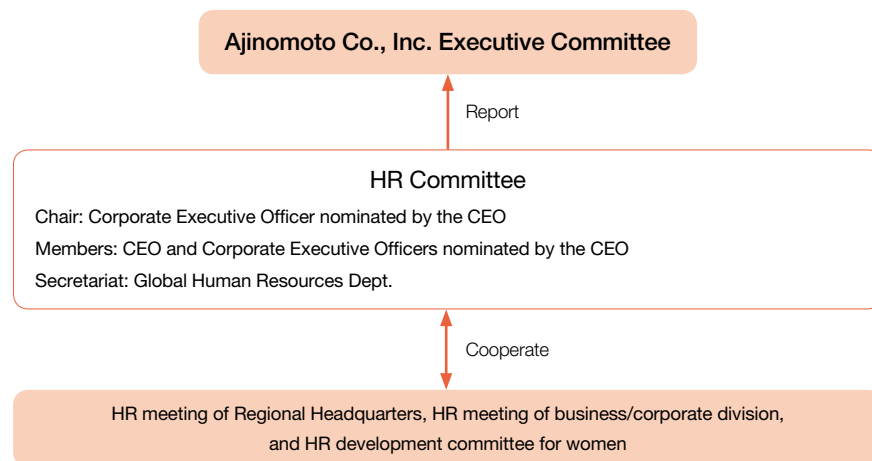 Ajinomoto Co., Inc. Executive Committee
Report
HR Committee
Chair: Corporate Executive Officer nominated by the CEO
Members: CEO and Corporate Executive Officers nominated by the CEO
Secretariat: Global Human Resources Dept.
Cooperate
HR meeting of Regional Headquarters, HR meeting of business/corporate division,
and HR development committee for women